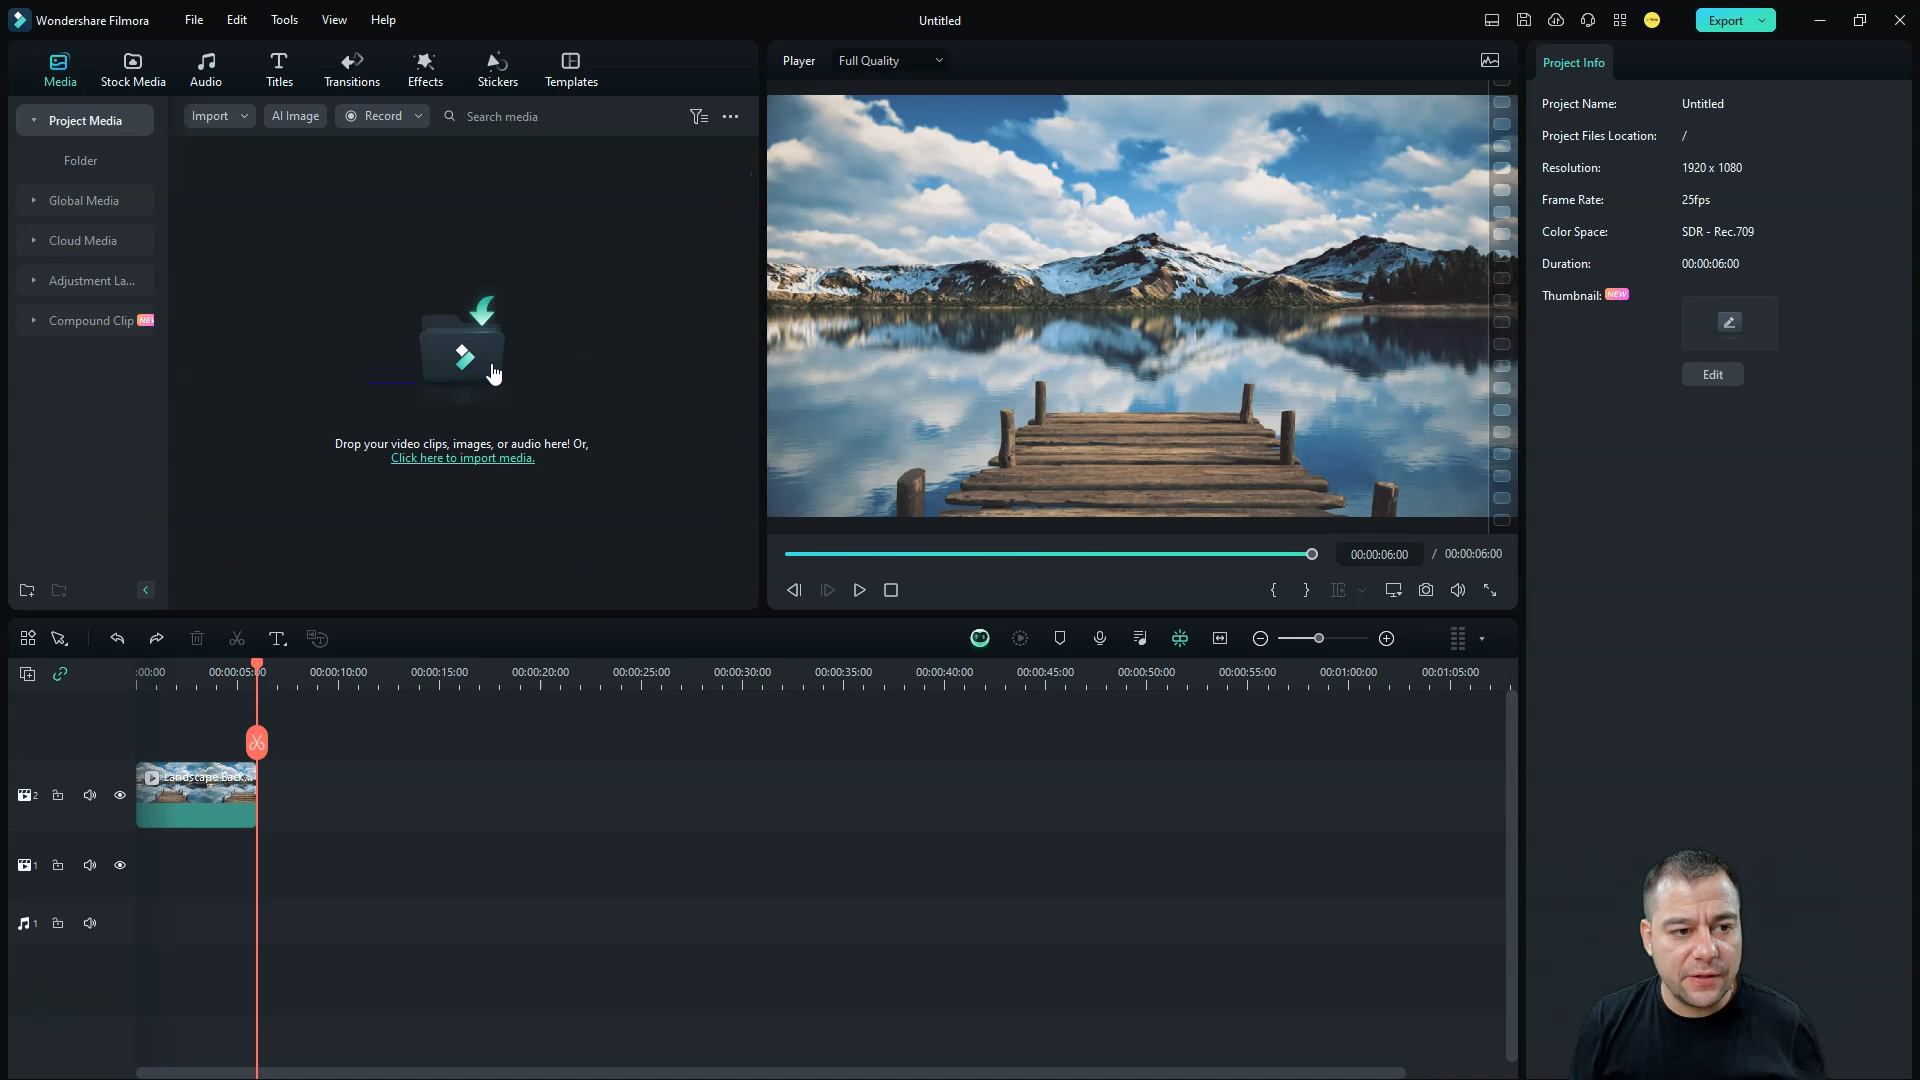 Wondershare Filmora
File
Edit
Tools
View
Help
Untitled
Export
Media
Stock Media
Audio
Titles
Transitions
Effects
Stickers
Templates
Player
Full Quality
Project Info
Project Media
Import
AI Image
Record
Search media
Folder
Global Media
Cloud Media
Adjustment La...
Compound Clip
Drop your video clips, images, or audio here! Or,
Click here to import media.
Project Name: Untitled
Project Files Location: /
Resolution: 1920 x 1080
Frame Rate: 25fps
Color Space: SDR - Rec.709
Duration: 00:00:06:00
Thumbnail: NEW
Edit
00:00:06:00 / 00:00:06:00
:00:00
00:00:05:00
00:00:10:00
00:00:15:00
00:00:20:00
00:00:25:00
00:00:30:00
00:00:35:00
00:00:40:00
00:00:45:00
00:00:50:00
00:00:55:00
00:01:00:00
00:01:05:00
Landscape Back...
2
1
1